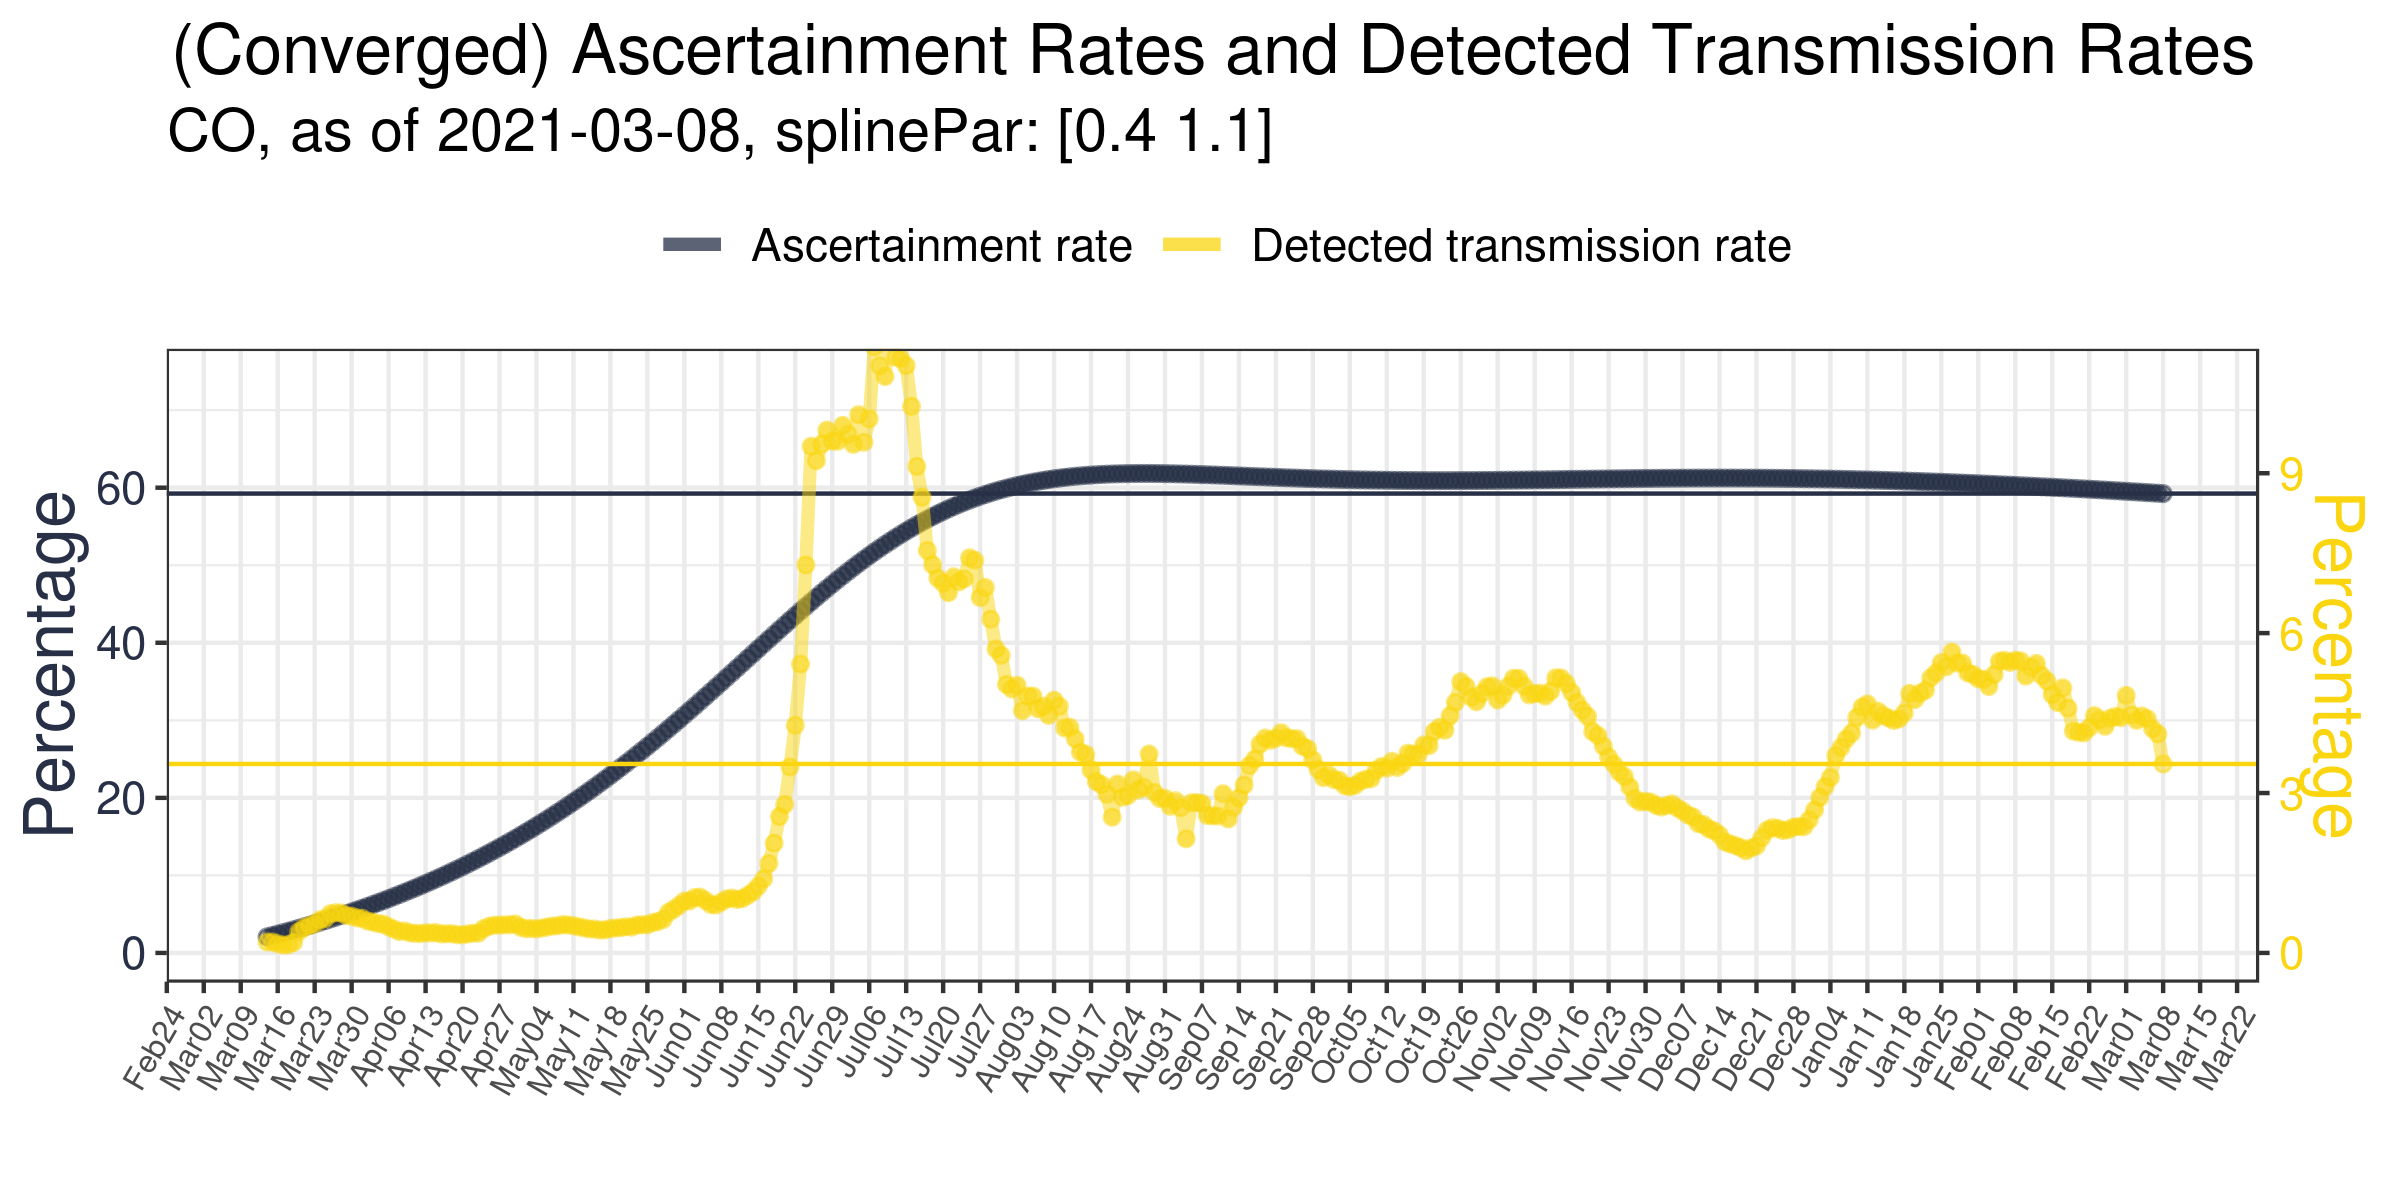 (Converged) Ascertainment Rates and Detected Transmission Rates
CO, as of 2021-03-08, splinePar: [0.4 1.1]
Ascertainment rate Detected transmission rate
Percentage
60
40
20
0
9
6
3
0
Percentage
Feb24 Mar02 Mar09 Mar16 Mar23 Mar30 Apr06 Apr13 Apr20 Apr27 May04 May11 May18 May25 Jun01 Jun08 Jun15 Jun22 Jun29 Jul06 Jul13 Jul20 Jul27 Aug03 Aug10 Aug17 Aug24 Aug31 Sep07 Sep14 Sep21 Sep28 Oct05 Oct12 Oct19 Oct26 Nov02 Nov09 Nov16 Nov23 Nov30 Dec07 Dec14 Dec21 Dec28 Jan04 Jan11 Jan18 Jan25 Feb01 Feb08 Feb15 Feb22 Mar01 Mar08 Mar15 Mar22